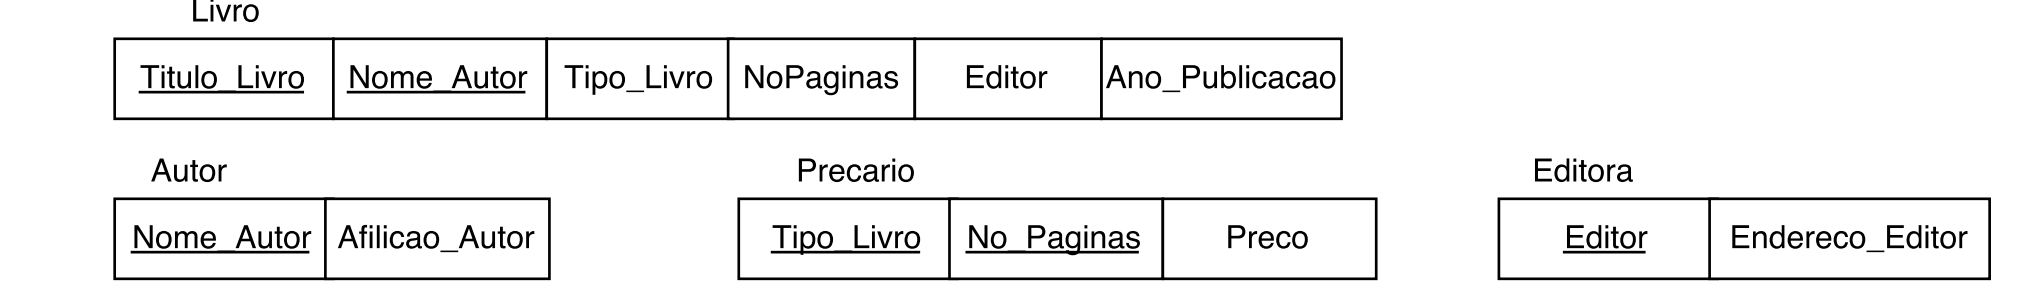 Livro
Titulo_Livro Nome_Autor Tipo_Livro NoPaginas Editor Ano_Publicacao
Autor Precario Editora
Nome_Autor Afilicao_Autor Tipo_Livro No_Paginas Preco Editor Endereco_Editor